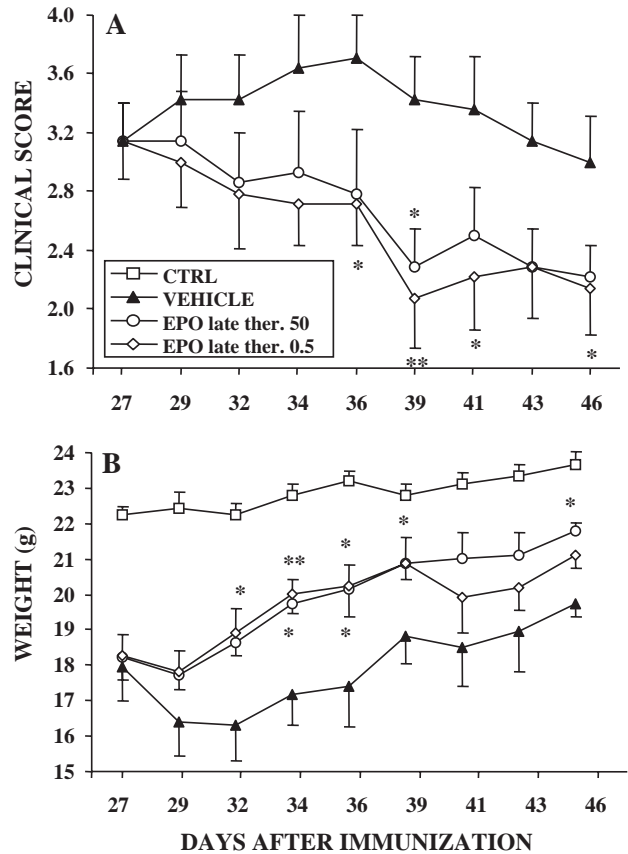 A
4.0
3.6
3.2
2.8
2.4
2.0
1.6
CLINICAL SCORE
CTRL
VEHICLE
EPO late ther. 50
EPO late ther. 0.5
*
*
**
*
*
27 29 32 34 36 39 41 43 46
B
24
23
22
21
20
19
18
17
16
15
WEIGHT (g)
*
**
*
*
*
*
*
27 29 32 34 36 39 41 43 46
DAYS AFTER IMMUNIZATION